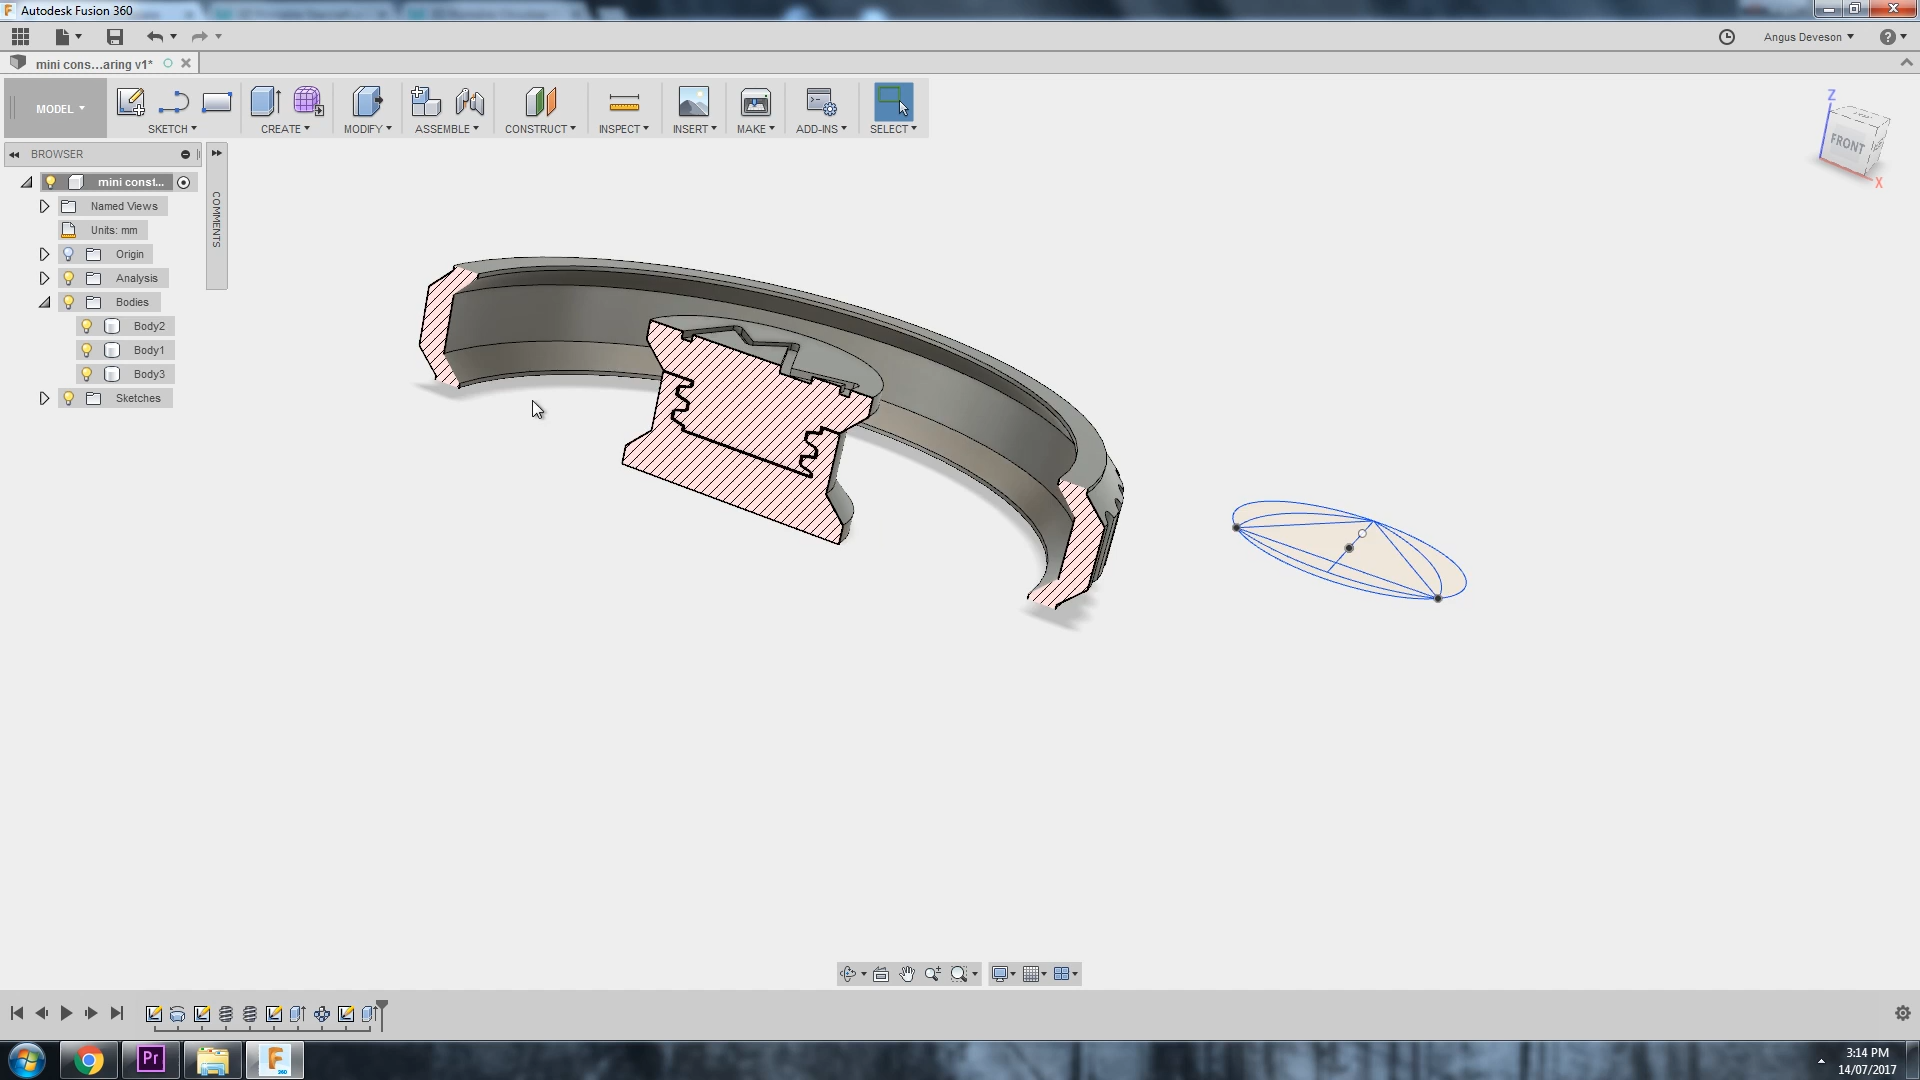 Autodesk Fusion 360
Angus Deveson
mini cons...aring v1*
MODEL
SKETCH
CREATE
MODIFY
ASSEMBLE
CONSTRUCT
INSPECT
INSERT
MAKE
ADD-INS
SELECT
BROWSER
COMMENTS
mini const...
Named Views
Units: mm
Origin
Analysis
Bodies
Body2
Body1
Body3
Sketches
Z
FRONT
X
Pr
F
360
3:14 PM
14/07/2017